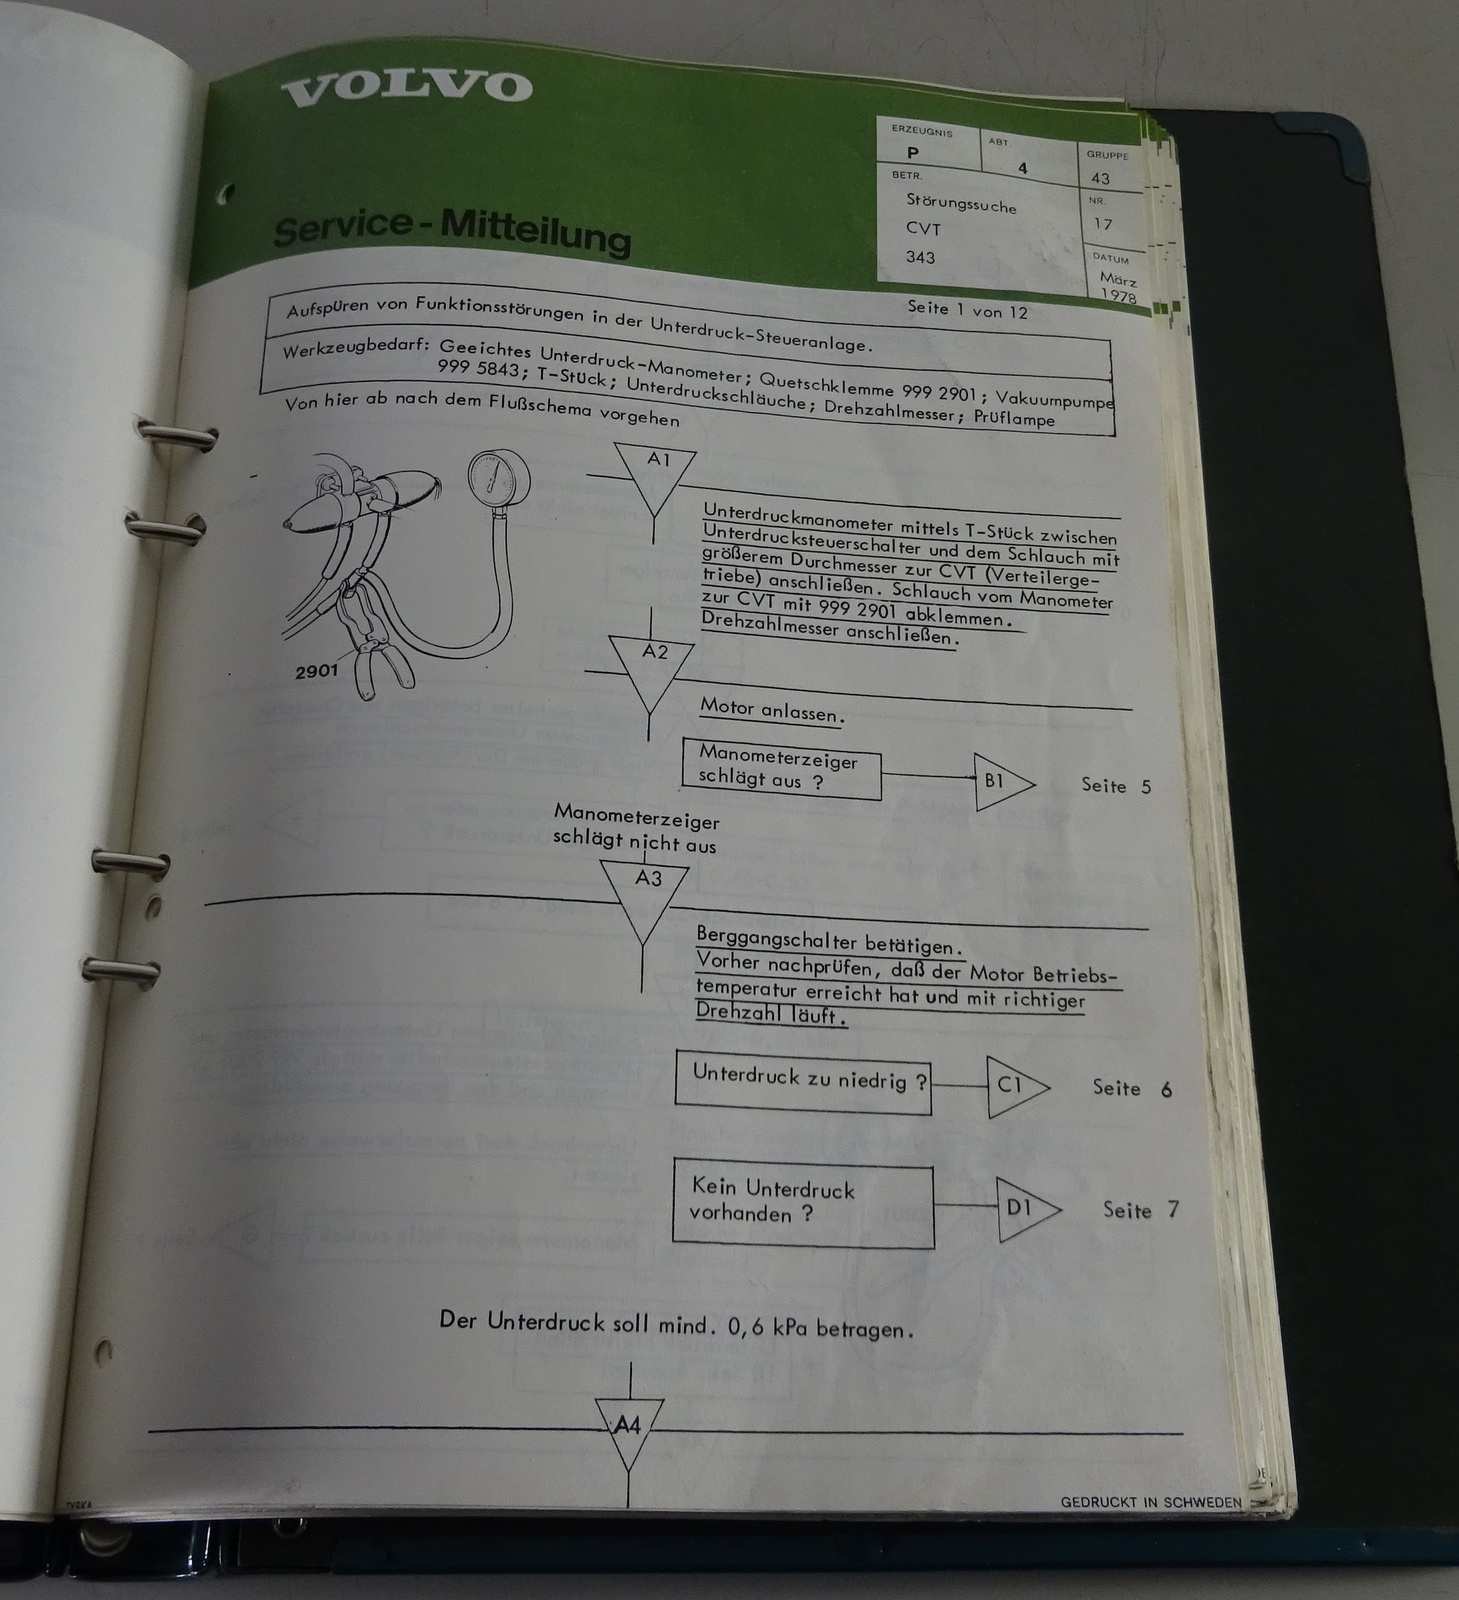 VOLVO
Service-Mitteilung
ERZEUGNIS
P
ABT.
4
GRUPPE
43
BETR.
Störungssuche
CVT
343
NR.
17
DATUM
März
1978
Seite 1 von 12
Aufspüren von Funktionsstörungen in der Unterdruck-Steueranlage.
Werkzeugbedarf: Geeichtes Unterdruck-Manometer; Quetschklemme 999 2901; Vakuumpumpe
999 5843; T-Stück; Unterdruckschläuche; Drehzahlmesser; Prüflampe
Von hier ab nach dem Flußschema vorgehen
A1
Unterdruckmanometer mittels T-Stück zwischen
Unterdrucksteuerschalter und dem Schlauch mit
größerem Durchmesser zur CVT (Verteilerge-
triebe) anschließen. Schlauch vom Manometer
zur CVT mit 999 2901 abklemmen.
Drehzahlmesser anschließen.
2901
A2
Motor anlassen.
Manometerzeiger
schlägt aus ?
B1
Seite 5
Manometerzeiger
schlägt nicht aus
A3
Berggangschalter betätigen.
Vorher nachprüfen, daß der Motor Betriebs-
temperatur erreicht hat und mit richtiger
Drehzahl läuft.
Unterdruck zu niedrig ?
C1
Seite 6
Kein Unterdruck
vorhanden ?
D1
Seite 7
Der Unterdruck soll mind. 0,6 kPa betragen.
A4
GEDRUCKT IN SCHWEDEN